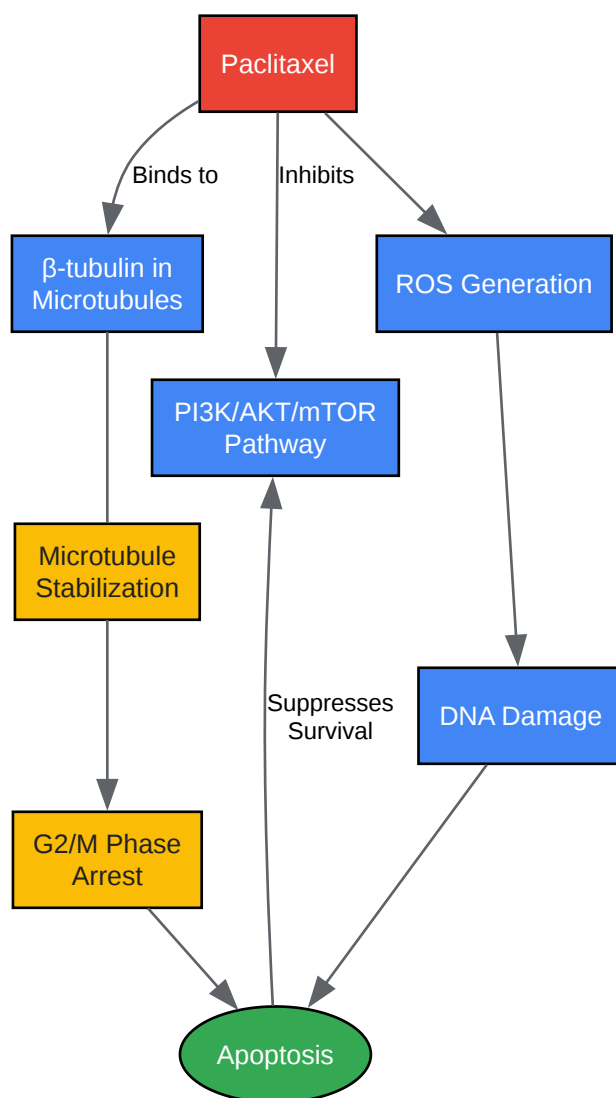 Paclitaxel
Binds to
Inhibits
β-tubulin in
Microtubules
ROS Generation
PI3K/AKT/mTOR
Pathway
Microtubule
Stabilization
Suppresses
Survival
DNA Damage
G2/M Phase
Arrest
Apoptosis